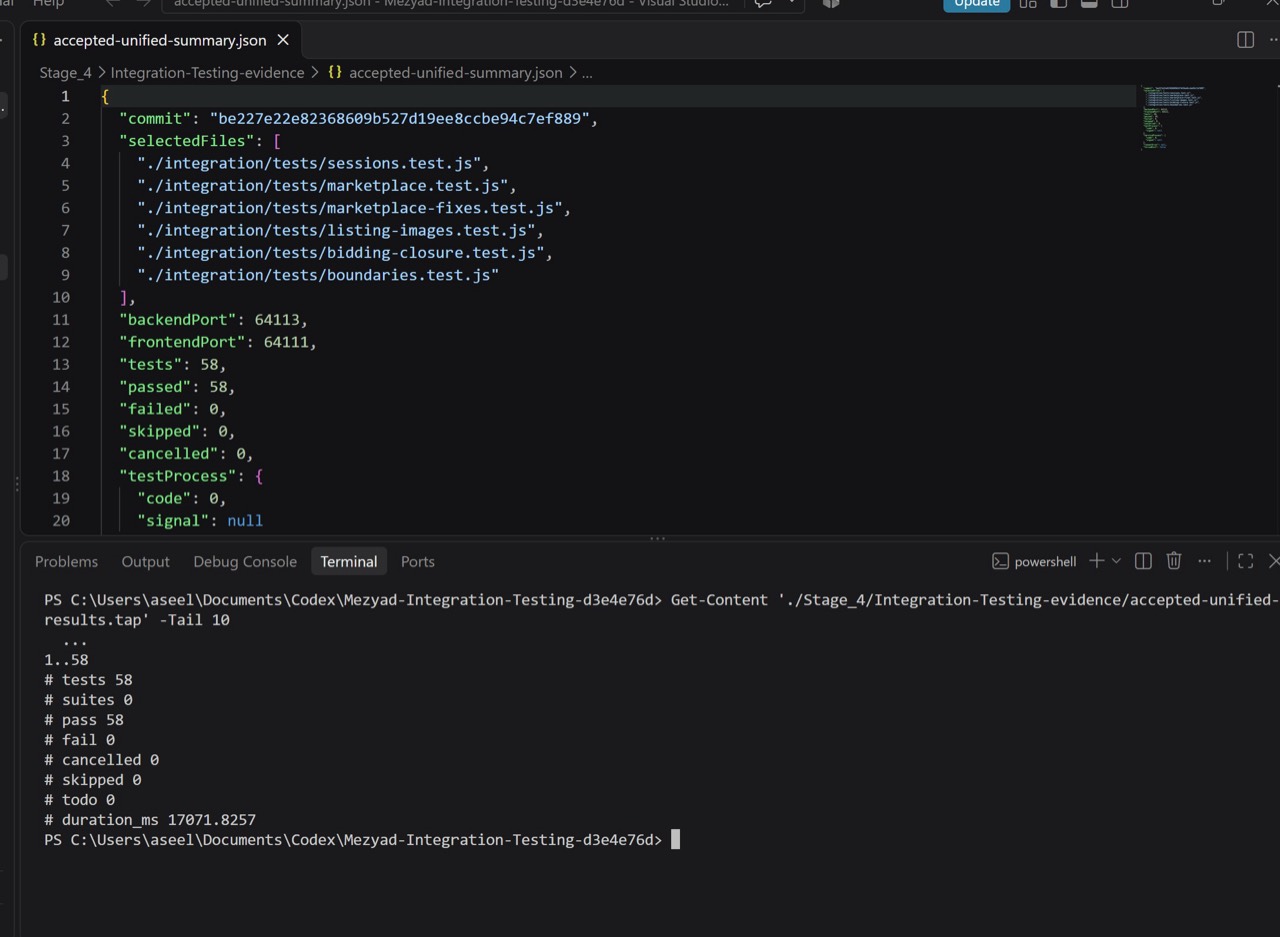 Help
accepted-unified-summary.json - Mezyad-Integration-Testing-d3e4e76d - Visual Studio...
Update
{} accepted-unified-summary.json ×
Stage_4 > Integration-Testing-evidence > {} accepted-unified-summary.json > ...
1 {
2 "commit": "be227e22e82368609b527d19ee8ccbe94c7ef889",
3 "selectedFiles": [
4 "./integration/tests/sessions.test.js",
5 "./integration/tests/marketplace.test.js",
6 "./integration/tests/marketplace-fixes.test.js",
7 "./integration/tests/listing-images.test.js",
8 "./integration/tests/bidding-closure.test.js",
9 "./integration/tests/boundaries.test.js"
10 ],
11 "backendPort": 64113,
12 "frontendPort": 64111,
13 "tests": 58,
14 "passed": 58,
15 "failed": 0,
16 "skipped": 0,
17 "cancelled": 0,
18 "testProcess": {
19 "code": 0,
20 "signal": null
Problems Output Debug Console Terminal Ports
powershell
PS C:\Users\aseel\Documents\Codex\Mezyad-Integration-Testing-d3e4e76d> Get-Content './Stage_4/Integration-Testing-evidence/accepted-unified-
results.tap' -Tail 10
...
1..58
# tests 58
# suites 0
# pass 58
# fail 0
# cancelled 0
# skipped 0
# todo 0
# duration_ms 17071.8257
PS C:\Users\aseel\Documents\Codex\Mezyad-Integration-Testing-d3e4e76d>